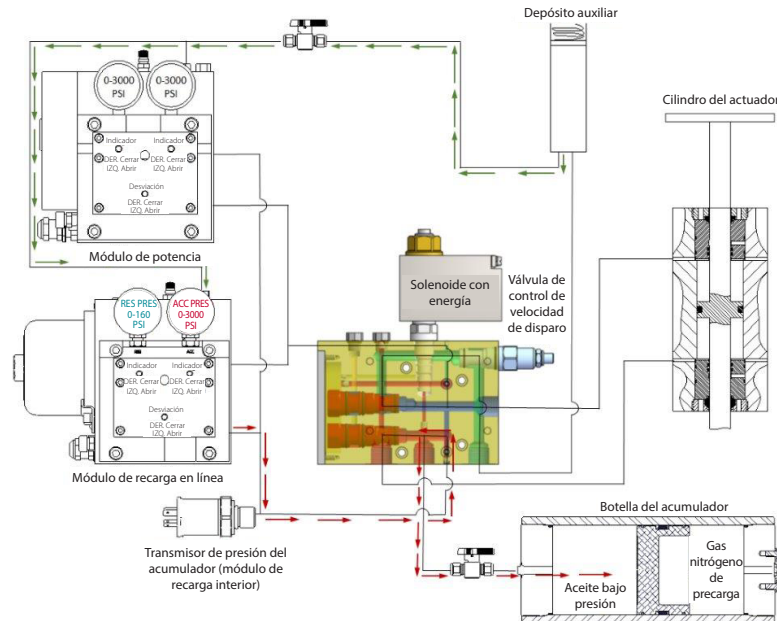 Depósito auxiliar
0-3000
PSI
0-3000
PSI
Indicador
Indicador
DER. Cerrar
IZQ. Abrir
DER. Cerrar
IZQ. Abrir
Desviación
DER. Cerrar
IZQ. Abrir
Módulo de potencia
Cilindro del actuador
Solenoide con
energía
Válvula de
control de
velocidad
de disparo
RES PRES
0-160
PSI
ACC PRES
0-3000
PSI
RES
ACC
Indicador
Indicador
DER. Cerrar
IZQ. Abrir
DER. Cerrar
IZQ. Abrir
Desviación
DER. Cerrar
IZQ. Abrir
Módulo de recarga en línea
Transmisor de presión del
acumulador (módulo de
recarga interior)
Botella del acumulador
Aceite bajo
presión
Gas
nitrógeno
de
precarga